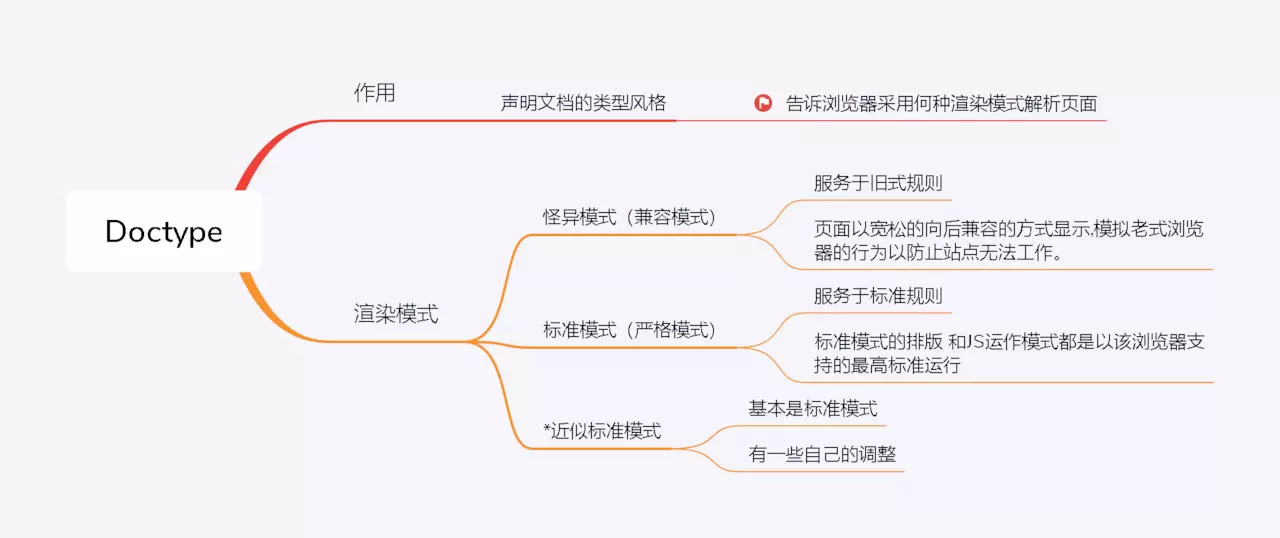 作用
声明文档的类型风格
告诉浏览器采用何种渲染模式解析页面
Doctype
渲染模式
怪异模式（兼容模式）
服务于旧式规则
页面以宽松的向后兼容的方式显示,模拟老式浏览
器的行为以防止站点无法工作。
标准模式（严格模式）
服务于标准规则
标准模式的排版 和JS运作模式都是以该浏览器支
持的最高标准运行
*近似标准模式
基本是标准模式
有一些自己的调整